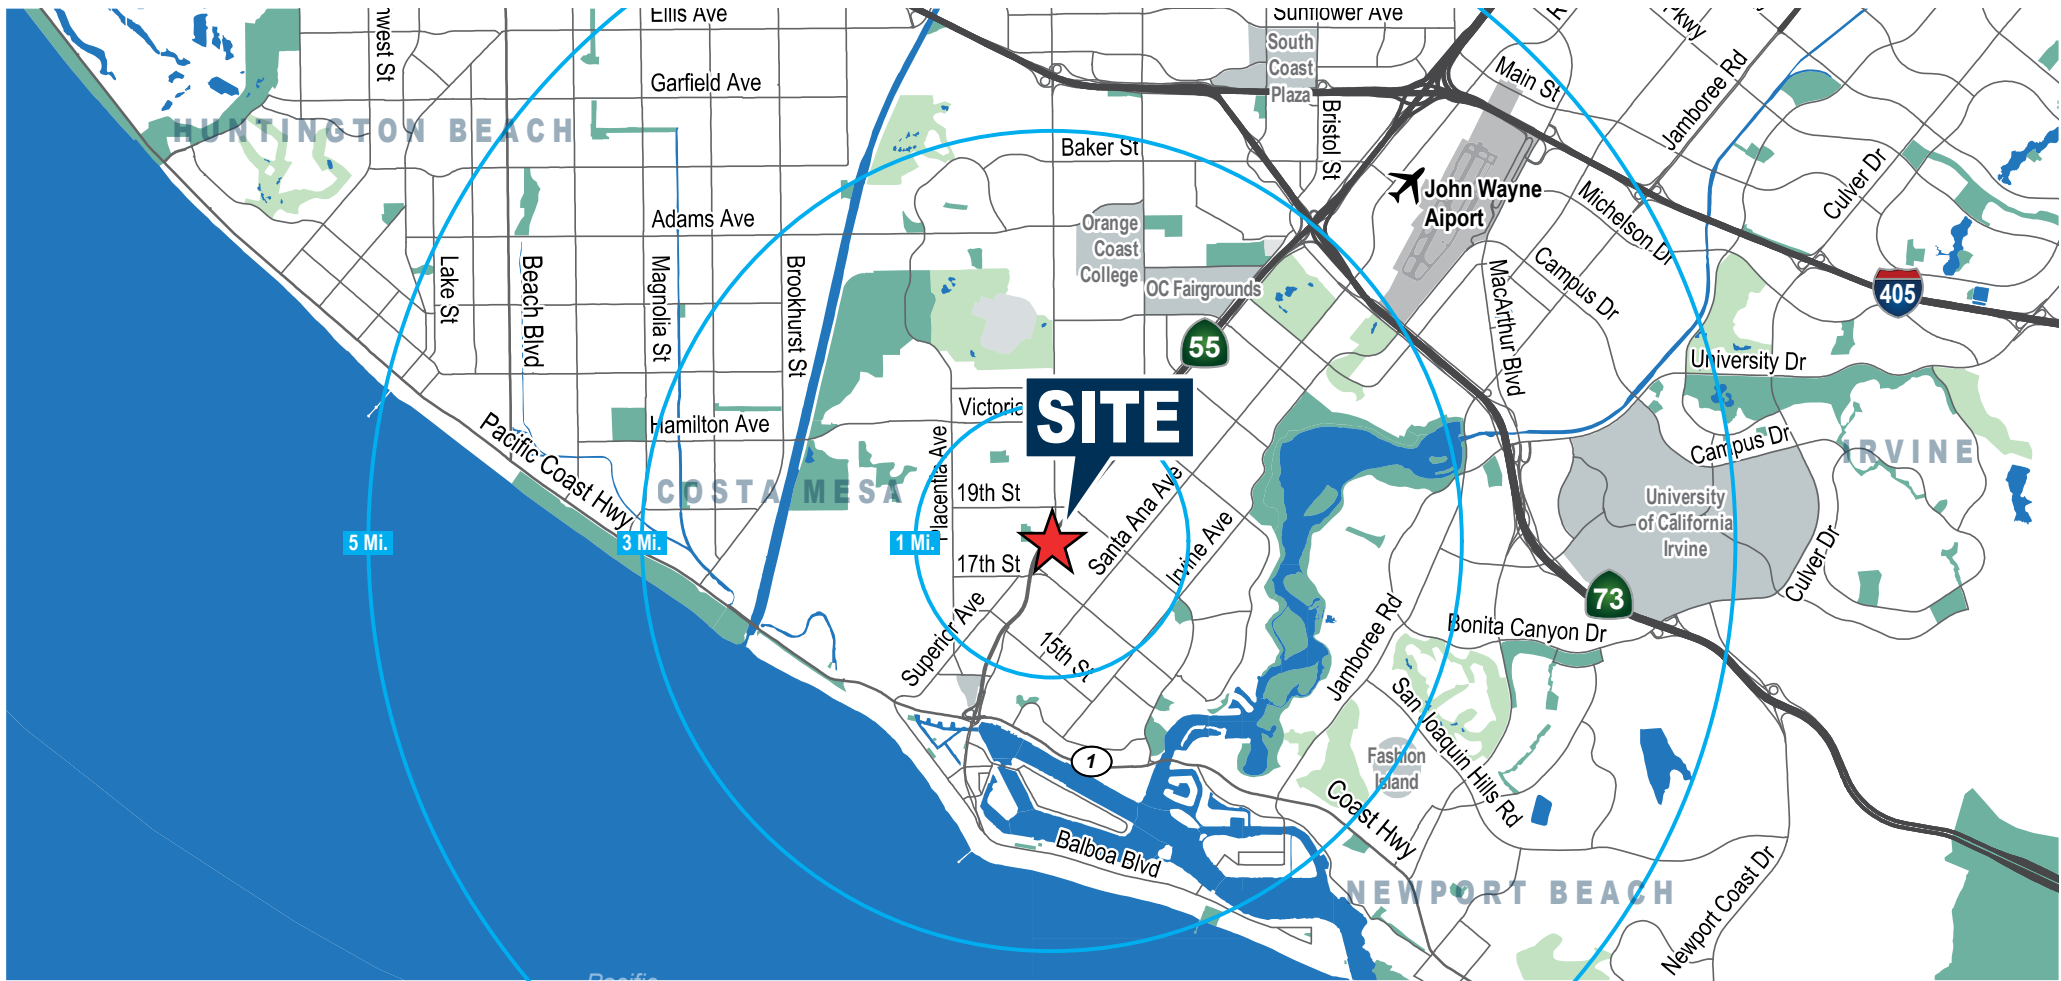 Ellis Ave
Sunflower Ave
Pkwy
nwest St
South
Coast
Plaza
Main St
Jamboree Rd
Garfield Ave
Bristol St
HUNTINGTON BEACH
Baker St
Culver Dr
John Wayne
Aiport
Michelson Dr
Adams Ave
Orange
Coast
College
OC Fairgrounds
Campus Dr
MacArthur Blvd
405
Lake St
Beach Blvd
Magnolia St
Brookhurst St
55
University Dr
Victoria
SITE
Hamilton Ave
Pacific Coast Hwy
Placentia Ave
Campus Dr
IRVINE
COSTA MESA
19th St
Santa Ana Ave
Irvine Ave
University
of California
Irvine
5 Mi.
3 Mi.
1 Mi.
17th St
Culver Dr
73
Superior Ave
15th St
Jamboree Rd
Bonita Canyon Dr
San Joaquin Hills Rd
1
Fashion
Island
Coast Hwy
Balboa Blvd
NEWPORT BEACH
Newport Coast Dr
Pacific